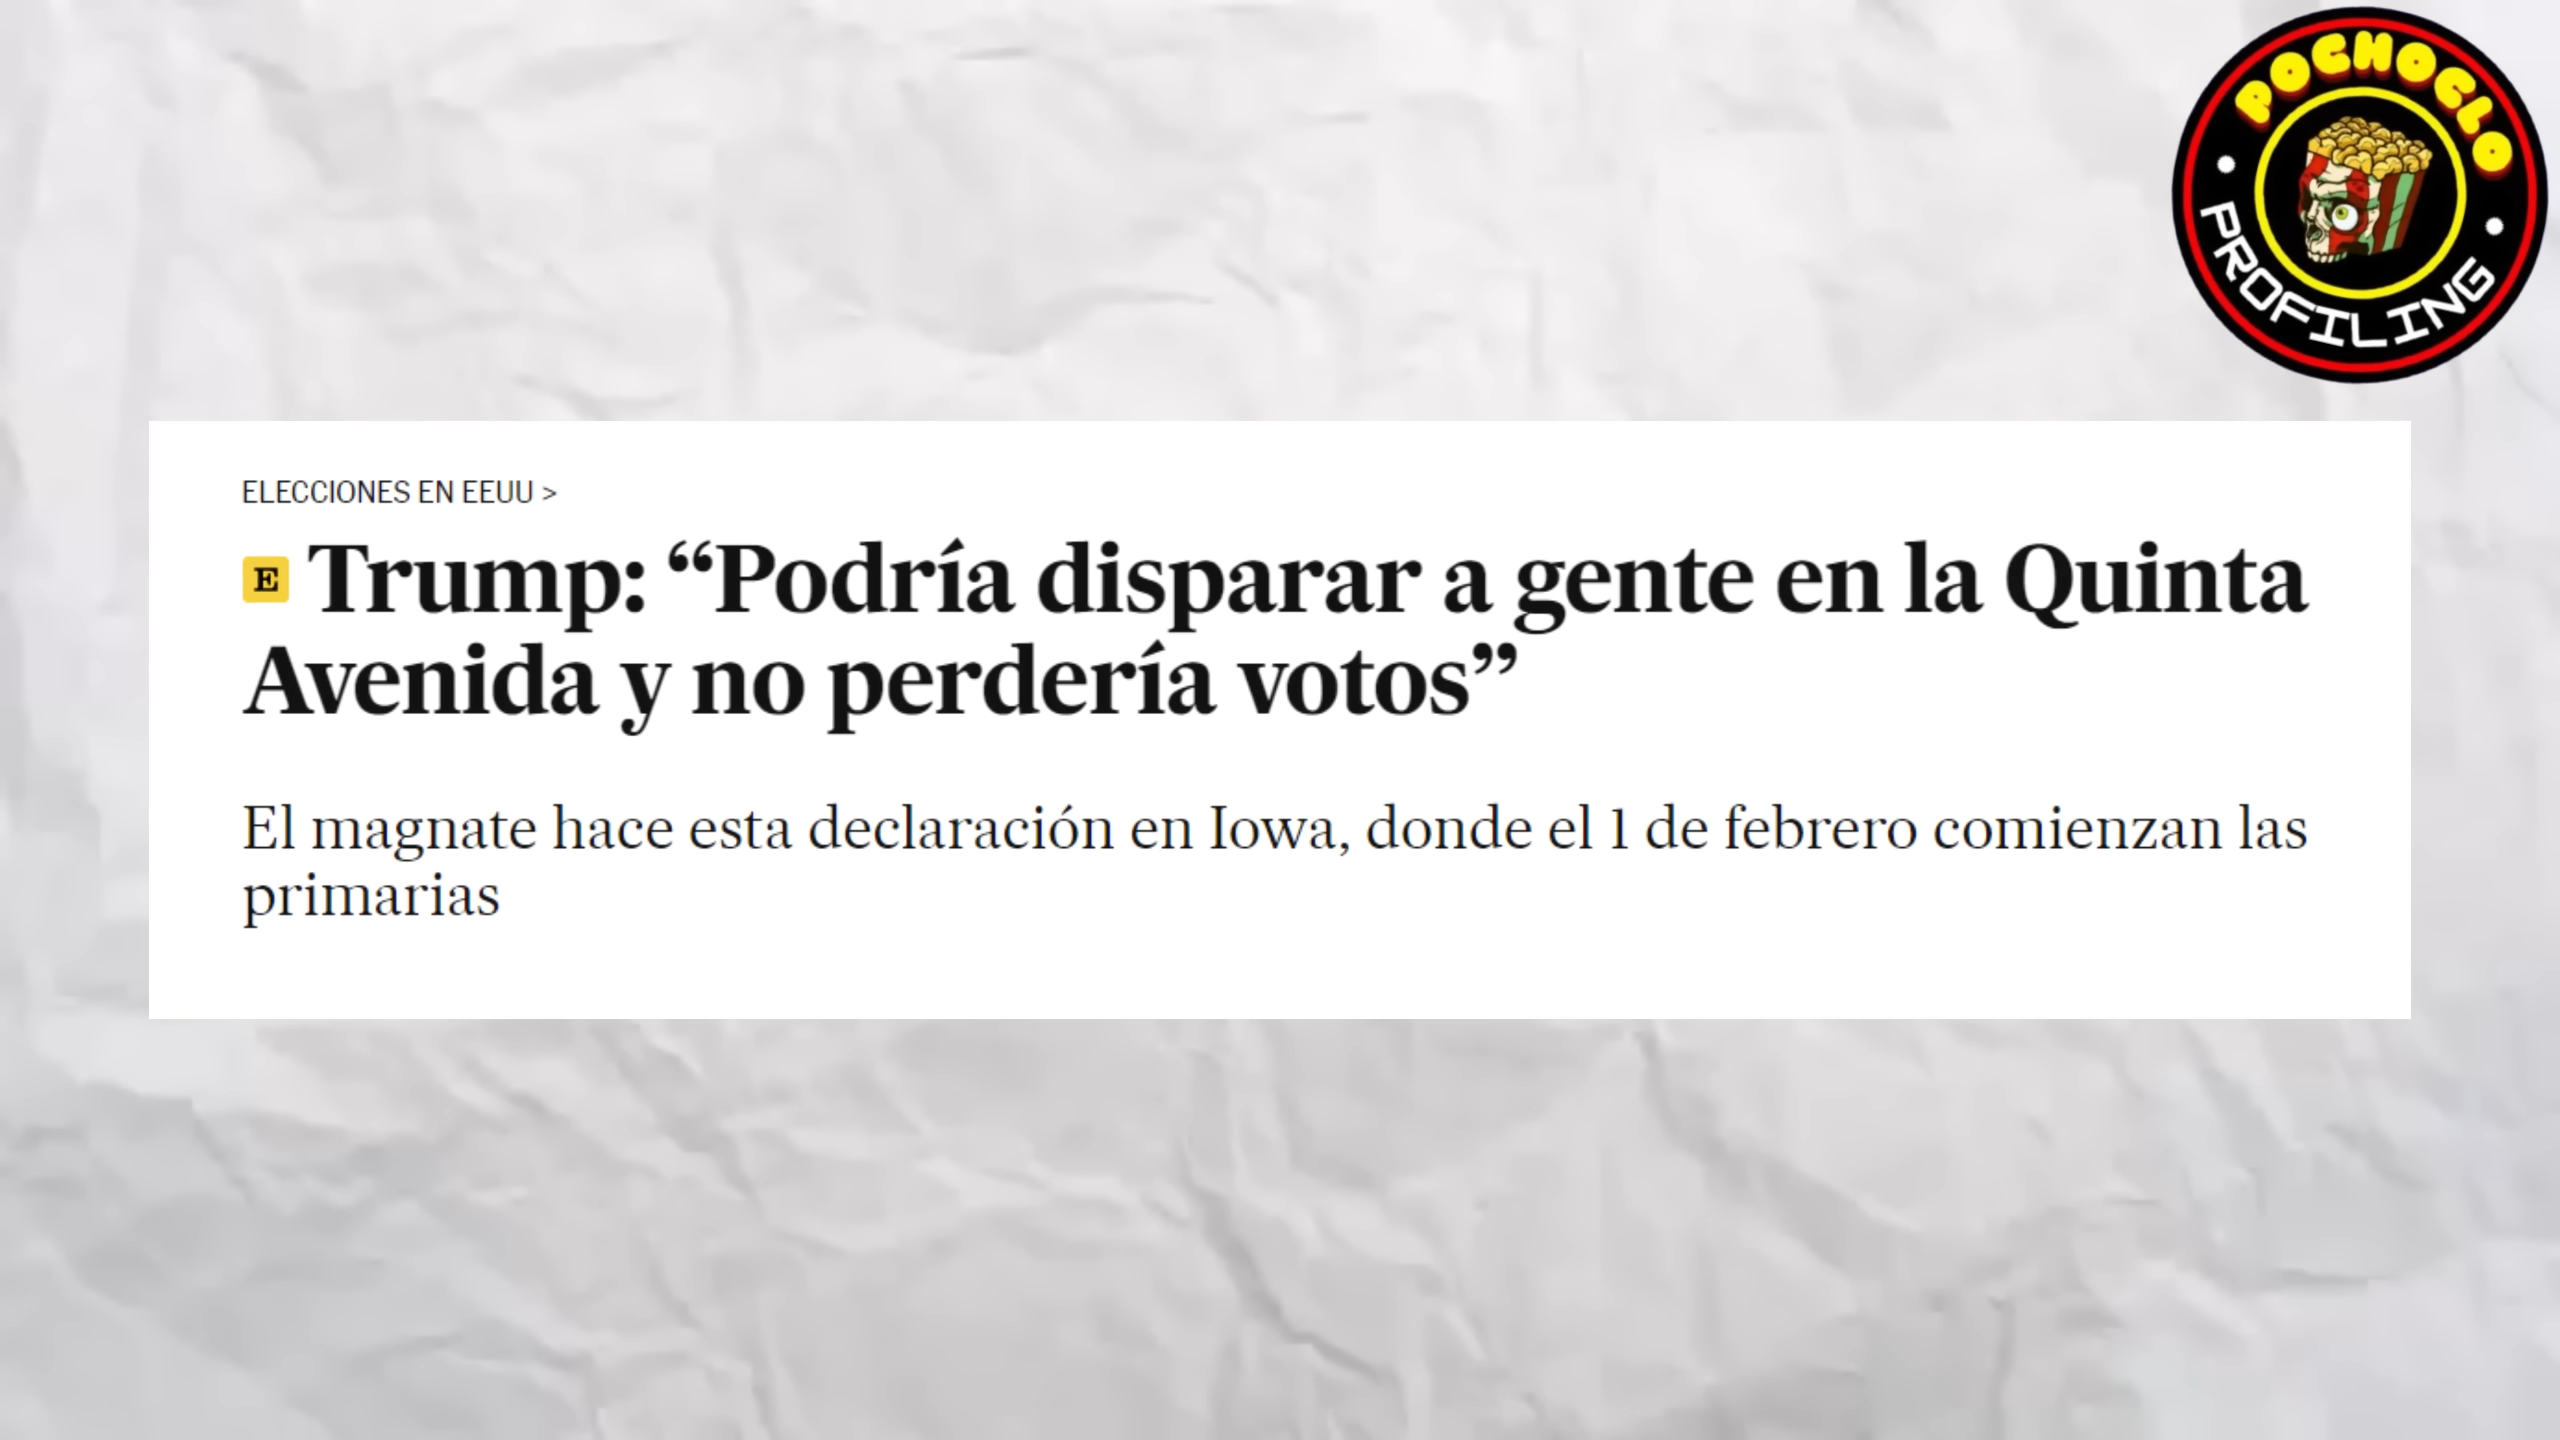 POCHOCLO
PROFILING
ELECCIONES EN EEUU >
E Trump: “Podría disparar a gente en la Quinta
Avenida y no perdería votos”
El magnate hace esta declaración en Iowa, donde el 1 de febrero comienzan las
primarias